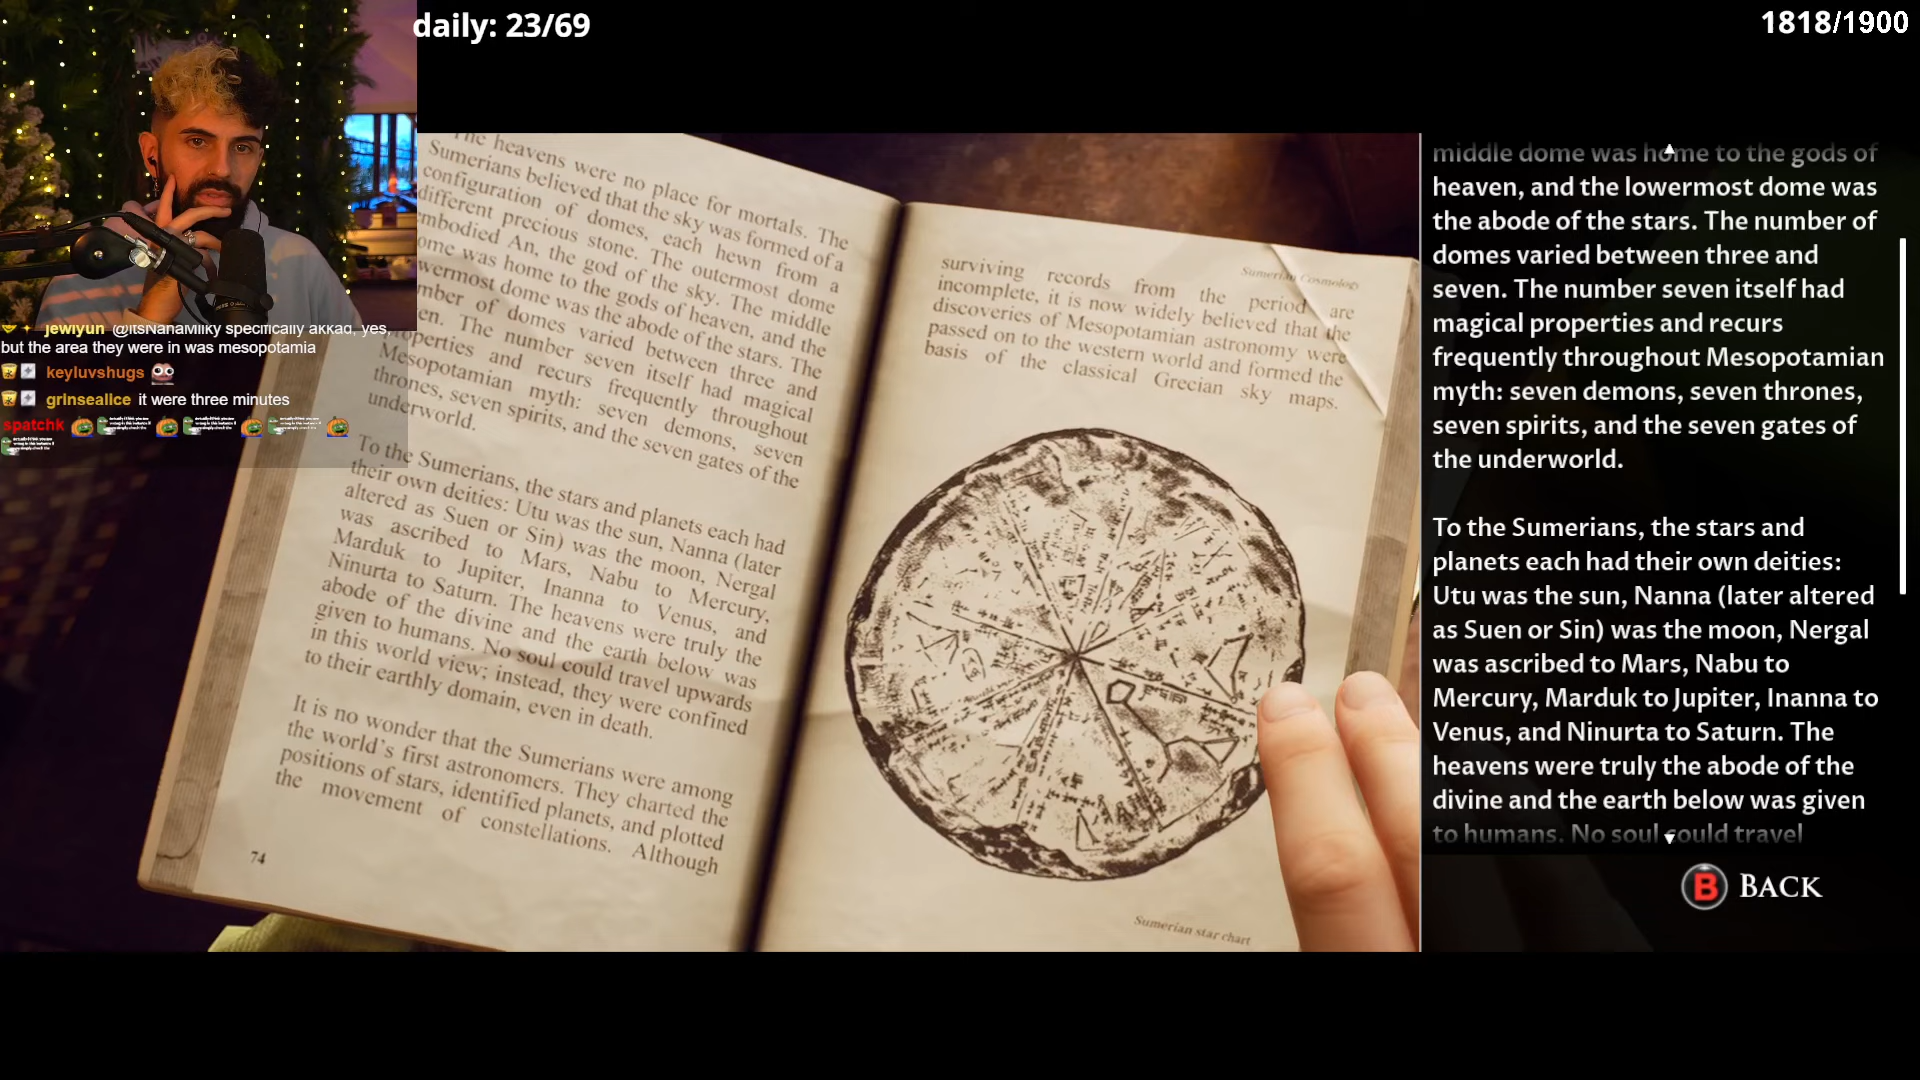 daily: 23/69
1818/1900
jewlyun @ItsNanaMilky specifically akkad, yes,
but the area they were in was mesopotamia
keyluvshugs
grinsealice it were three minutes
spatchk
The heavens were no place for mortals. The
Sumerians believed that the sky was formed of a
configuration of domes, each hewn from a
different precious stone. The outermost dome
embodied An, the god of the sky. The middle
ome was home to the gods of heaven, and the
wermost dome was the abode of the stars. The
mber of domes varied between three and
en. The number seven itself had magical
properties and recurs frequently throughout
Mesopotamian myth: seven demons, seven
thrones, seven spirits, and the seven gates of the
underworld.
To the Sumerians, the stars and planets each had
their own deities: Utu was the sun, Nanna (later
altered as Suen or Sin) was the moon, Nergal
was ascribed to Mars, Nabu to Mercury,
Marduk to Jupiter, Inanna to Venus, and
Ninurta to Saturn. The heavens were truly the
abode of the divine and the earth below was
given to humans. No soul could travel upwards
in this world view; instead, they were confined
to their earthly domain, even in death.
It is no wonder that the Sumerians were among
the world's first astronomers. They charted the
positions of stars, identified planets, and plotted
the movement of constellations. Although
74
Sumerian Cosmology
surviving records from the period are
incomplete, it is now widely believed that the
discoveries of Mesopotamian astronomy were
passed on to the western world and formed the
basis of the classical Grecian sky maps.
Sumerian star chart
middle dome was home to the gods of
heaven, and the lowermost dome was
the abode of the stars. The number of
domes varied between three and
seven. The number seven itself had
magical properties and recurs
frequently throughout Mesopotamian
myth: seven demons, seven thrones,
seven spirits, and the seven gates of
the underworld.
To the Sumerians, the stars and
planets each had their own deities:
Utu was the sun, Nanna (later altered
as Suen or Sin) was the moon, Nergal
was ascribed to Mars, Nabu to
Mercury, Marduk to Jupiter, Inanna to
Venus, and Ninurta to Saturn. The
heavens were truly the abode of the
divine and the earth below was given
to humans. No soul could travel
B BACK